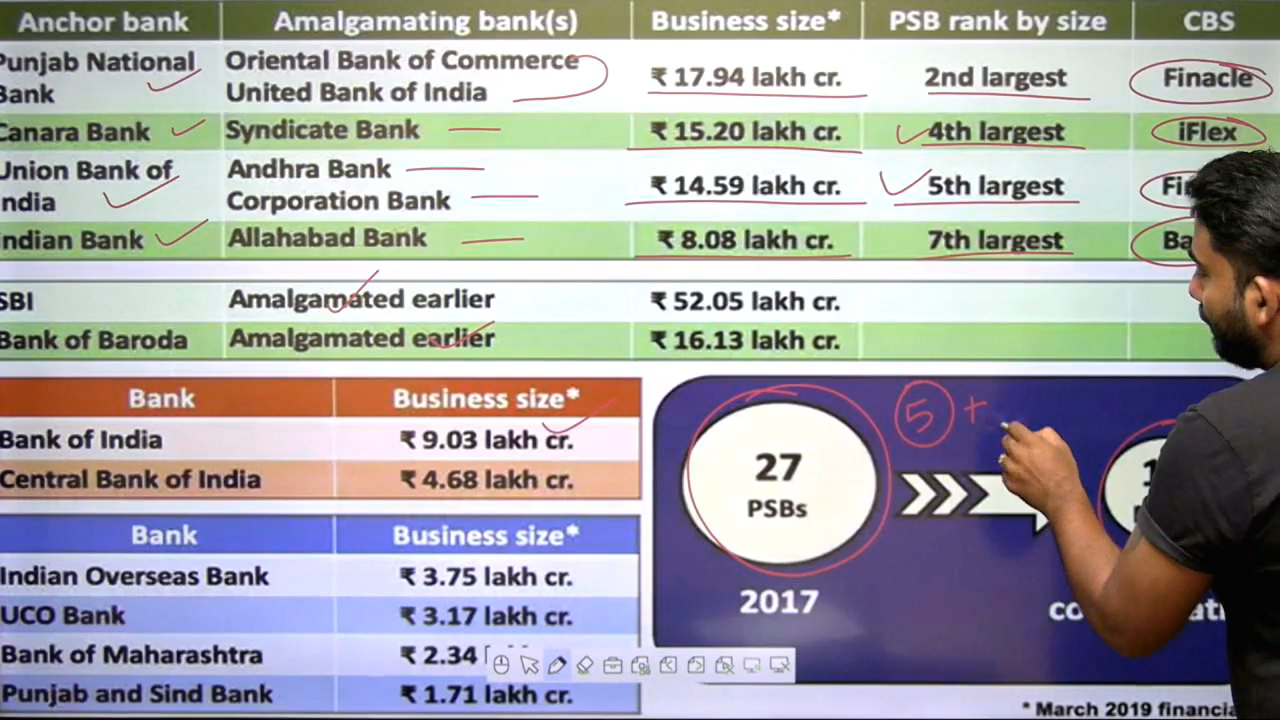 Anchor bank Amalgamating bank(s) Business size* PSB rank by size CBS
Punjab National Bank Oriental Bank of Commerce United Bank of India ₹ 17.94 lakh cr. 2nd largest Finacle
Canara Bank Syndicate Bank ₹ 15.20 lakh cr. 4th largest iFlex
Union Bank of India Andhra Bank Corporation Bank ₹ 14.59 lakh cr. 5th largest
Indian Bank Allahabad Bank ₹ 8.08 lakh cr. 7th largest
SBI Amalgamated earlier ₹ 52.05 lakh cr.
Bank of Baroda Amalgamated earlier ₹ 16.13 lakh cr.
Bank Business size*
Bank of India ₹ 9.03 lakh cr.
Central Bank of India ₹ 4.68 lakh cr.
Bank Business size*
Indian Overseas Bank ₹ 3.75 lakh cr.
UCO Bank ₹ 3.17 lakh cr.
Bank of Maharashtra ₹ 2.34
Punjab and Sind Bank ₹ 1.71 lakh cr.
5 +
27
PSBs
2017
* March 2019